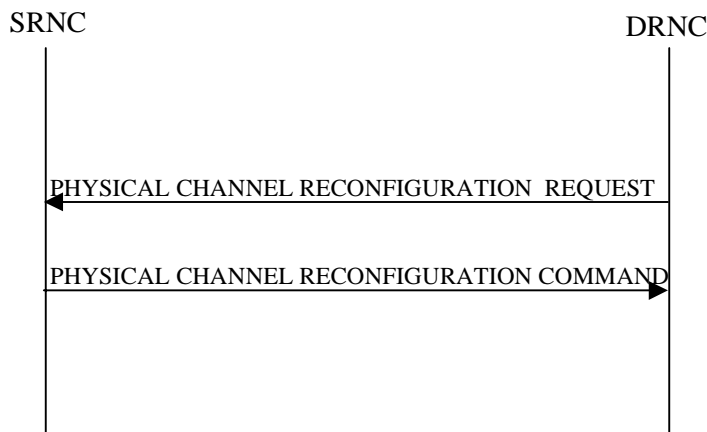 SRNC
DRNC
PHYSICAL CHANNEL RECONFIGURATION REQUEST
PHYSICAL CHANNEL RECONFIGURATION COMMAND